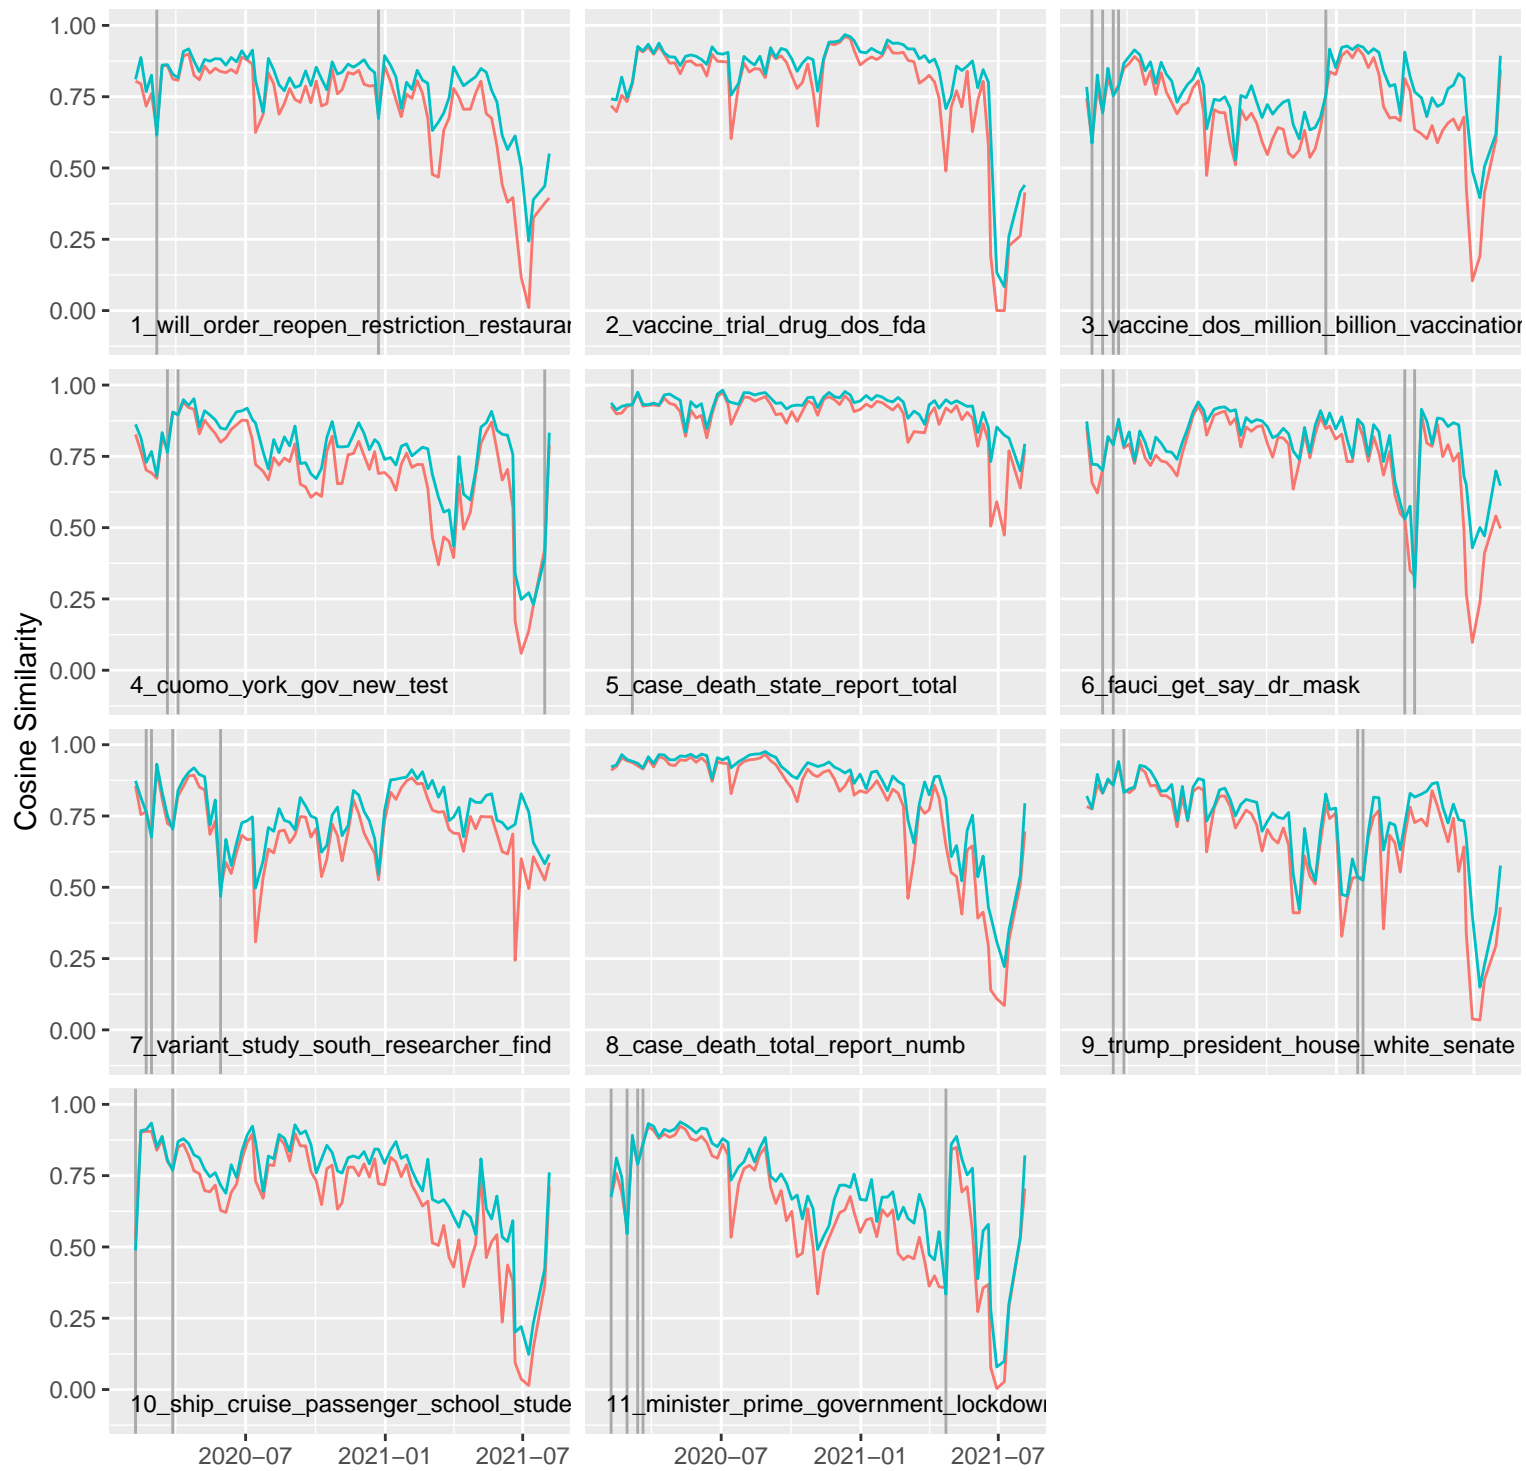 1.00
0.75
0.50
0.25
0.00
1_will_order_reopen_restriction_restauran
2_vaccine_trial_drug_dos_fda
3_vaccine_dos_million_billion_vaccination
1.00
0.75
0.50
0.25
0.00
4_cuomo_york_gov_new_test
5_case_death_state_report_total
6_fauci_get_say_dr_mask
Cosine Similarity
1.00
0.75
0.50
0.25
0.00
7_variant_study_south_researcher_find
8_case_death_total_report_numb
9_trump_president_house_white_senate
1.00
0.75
0.50
0.25
0.00
10_ship_cruise_passenger_school_stude
11_minister_prime_government_lockdown
2020−07 2021−01 2021−07
2020−07 2021−01 2021−07